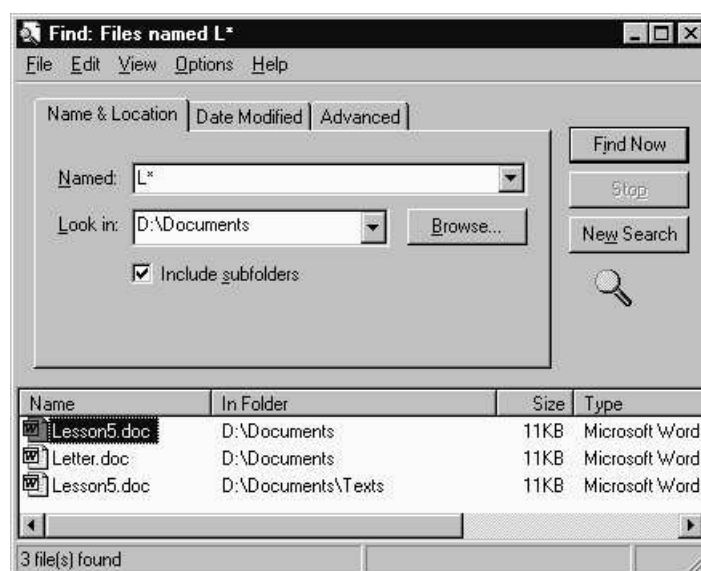 Find: Files named L*
File Edit View Options Help
Name & Location Date Modified Advanced
Find Now
Named: L*
Stop
Look in: D:\Documents Browse...
New Search
Include subfolders
Name In Folder Size Type
Lesson5.doc D:\Documents 11KB Microsoft Word
Letter.doc D:\Documents 11KB Microsoft Word
Lesson5.doc D:\Documents\Texts 11KB Microsoft Word
3 file(s) found